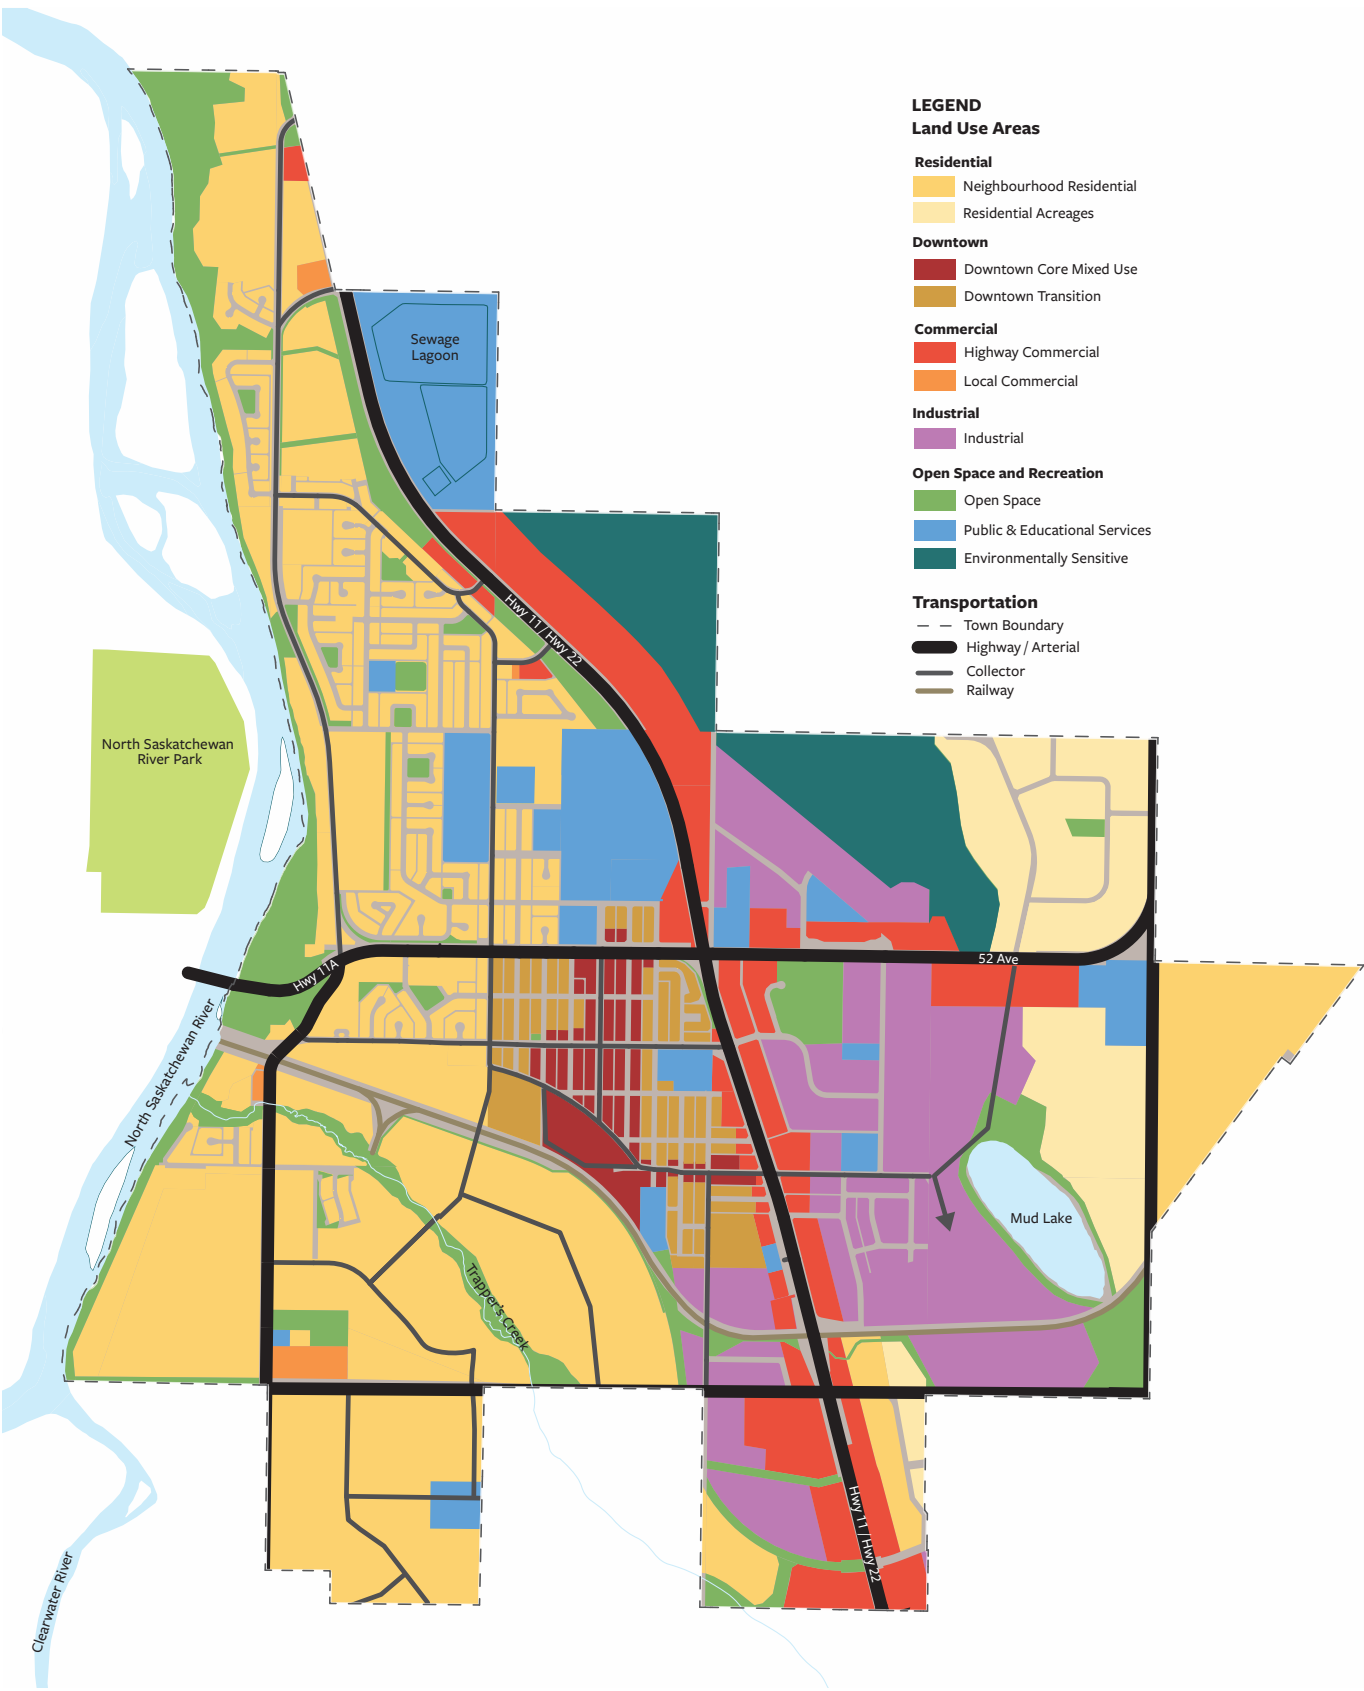 LEGEND
Land Use Areas
Residential
Neighbourhood Residential
Residential Acreages
Downtown
Downtown Core Mixed Use
Downtown Transition
Commercial
Highway Commercial
Local Commercial
Industrial
Industrial
Open Space and Recreation
Open Space
Public & Educational Services
Environmentally Sensitive
Transportation
Town Boundary
Highway / Arterial
Collector
Railway
Sewage
Lagoon
Hwy 11 / Hwy 22
North Saskatchewan
River Park
52 Ave
Hwy 11A
North Saskatchewan River
Mud Lake
Trapper's Creek
Hwy 11 / Hwy 22
Clearwater River